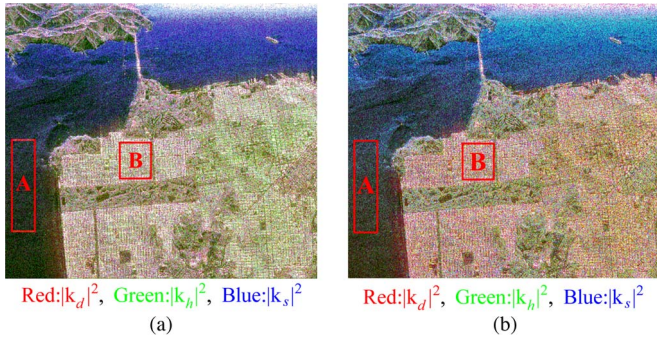 A
B
A
B
Red:|k_d|², Green:|k_h|², Blue:|k_s|²
Red:|k_d|², Green:|k_h|², Blue:|k_s|²
(a)
(b)